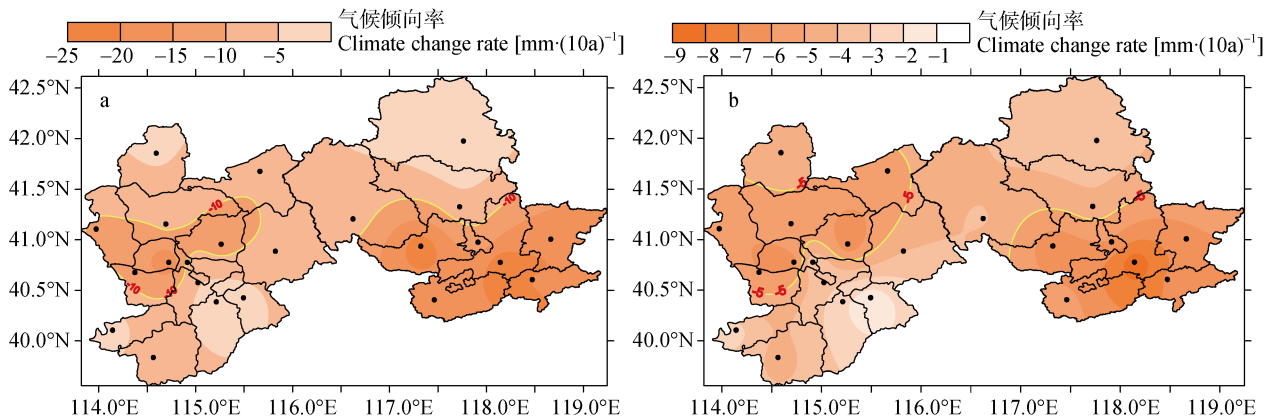 气候倾向率
Climate change rate [mm·(10a)⁻¹]
−25 −20 −15 −10 −5
a
42.5°N
42.0°N
41.5°N
41.0°N
40.5°N
40.0°N
-10
-10
-10
-10
114.0°E 115.0°E 116.0°E 117.0°E 118.0°E 119.0°E
气候倾向率
Climate change rate [mm·(10a)⁻¹]
−9 −8 −7 −6 −5 −4 −3 −2 −1
b
42.5°N
42.0°N
41.5°N
41.0°N
40.5°N
40.0°N
-5
-5
-5
-5
-5
114.0°E 115.0°E 116.0°E 117.0°E 118.0°E 119.0°E